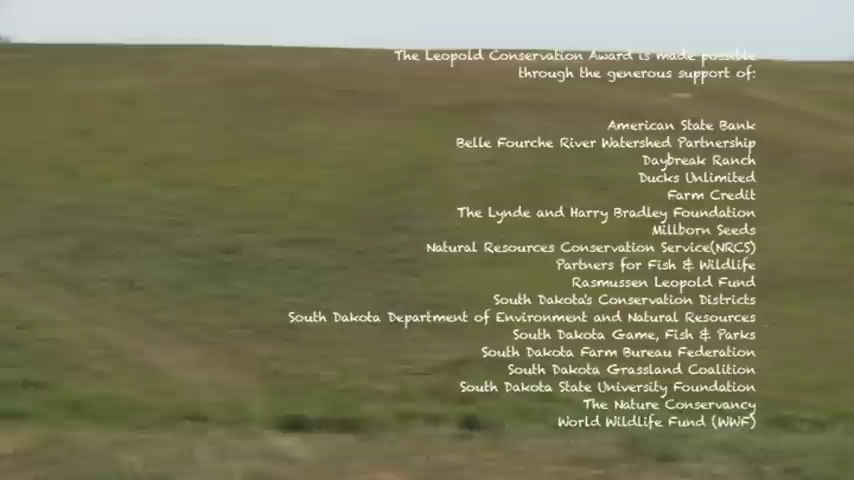 The Leopold Conservation Award is made possible
through the generous support of:
American State Bank
Belle Fourche River Watershed Partnership
Daybreak Ranch
Ducks Unlimited
Farm Credit
The Lynde and Harry Bradley Foundation
Millborn Seeds
Natural Resources Conservation Service(NRCS)
Partners for Fish & Wildlife
Rasmussen Leopold Fund
South Dakota's Conservation Districts
South Dakota Department of Environment and Natural Resources
South Dakota Game, Fish & Parks
South Dakota Farm Bureau Federation
South Dakota Grassland Coalition
South Dakota State University Foundation
The Nature Conservancy
World Wildlife Fund (WWF)